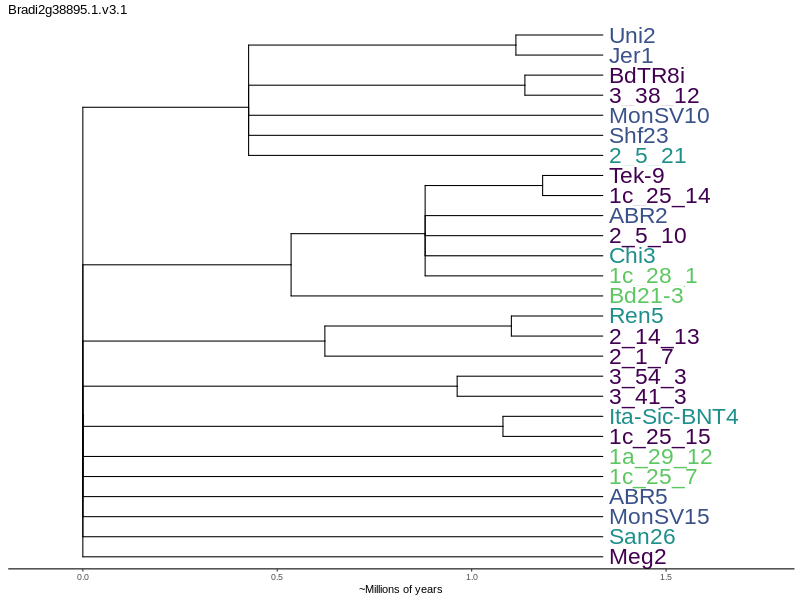 Bradi2g38895.1.v3.1
Uni2
Jer1
BdTR8i
3_38_12
MonSV10
Shf23
2_5_21
Tek-9
1c_25_14
ABR2
2_5_10
Chi3
1c_28_1
Bd21-3
Ren5
2_14_13
2_1_7
3_54_3
3_41_3
Ita-Sic-BNT4
1c_25_15
1a_29_12
1c_25_7
ABR5
MonSV15
San26
Meg2
0.0 0.5 1.0 1.5
~Millions of years